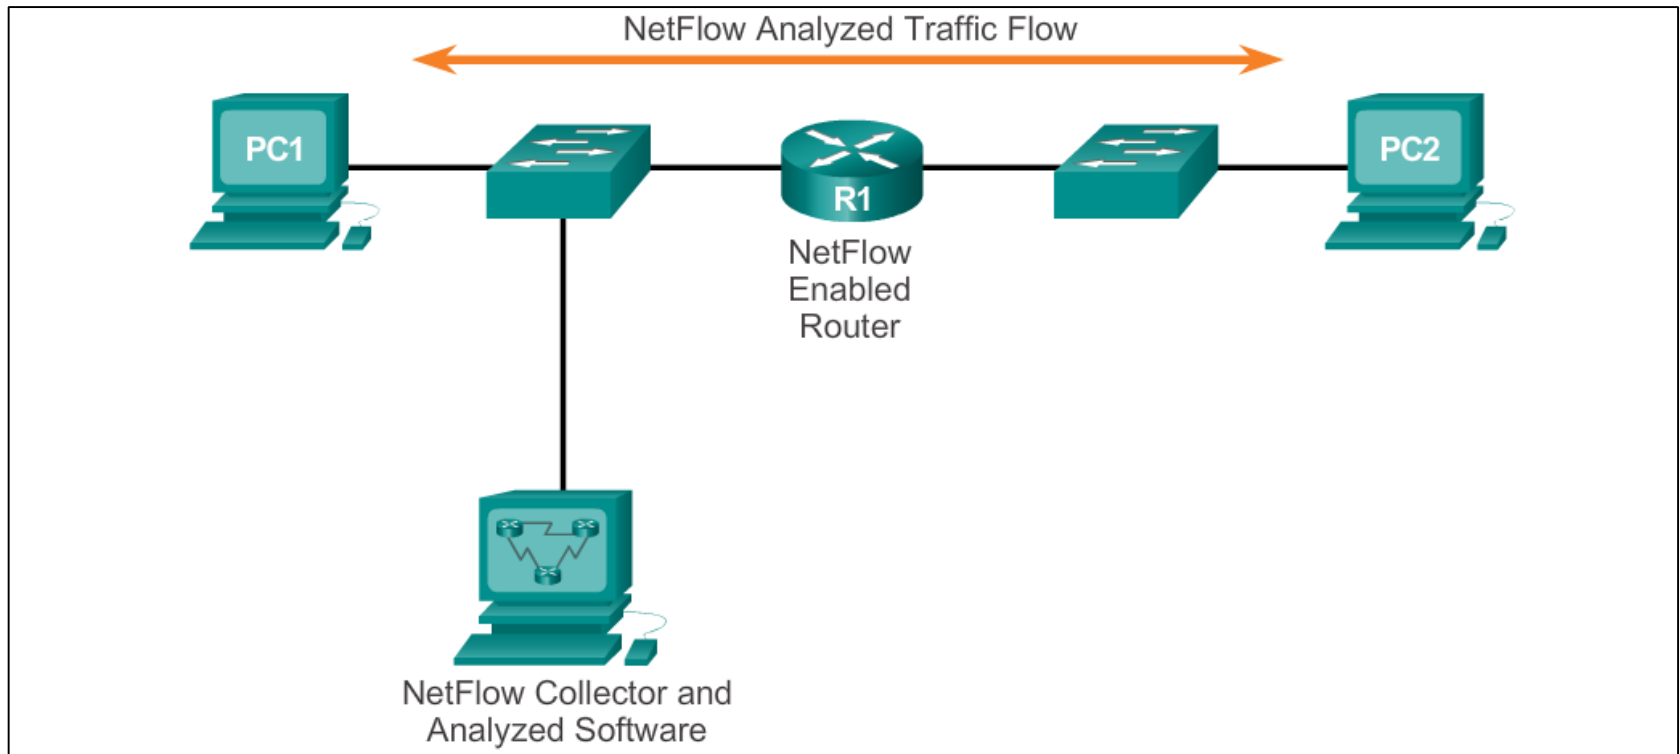 NetFlow Analyzed Traffic Flow
PC1
R1
PC2
NetFlow
Enabled
Router
NetFlow Collector and
Analyzed Software